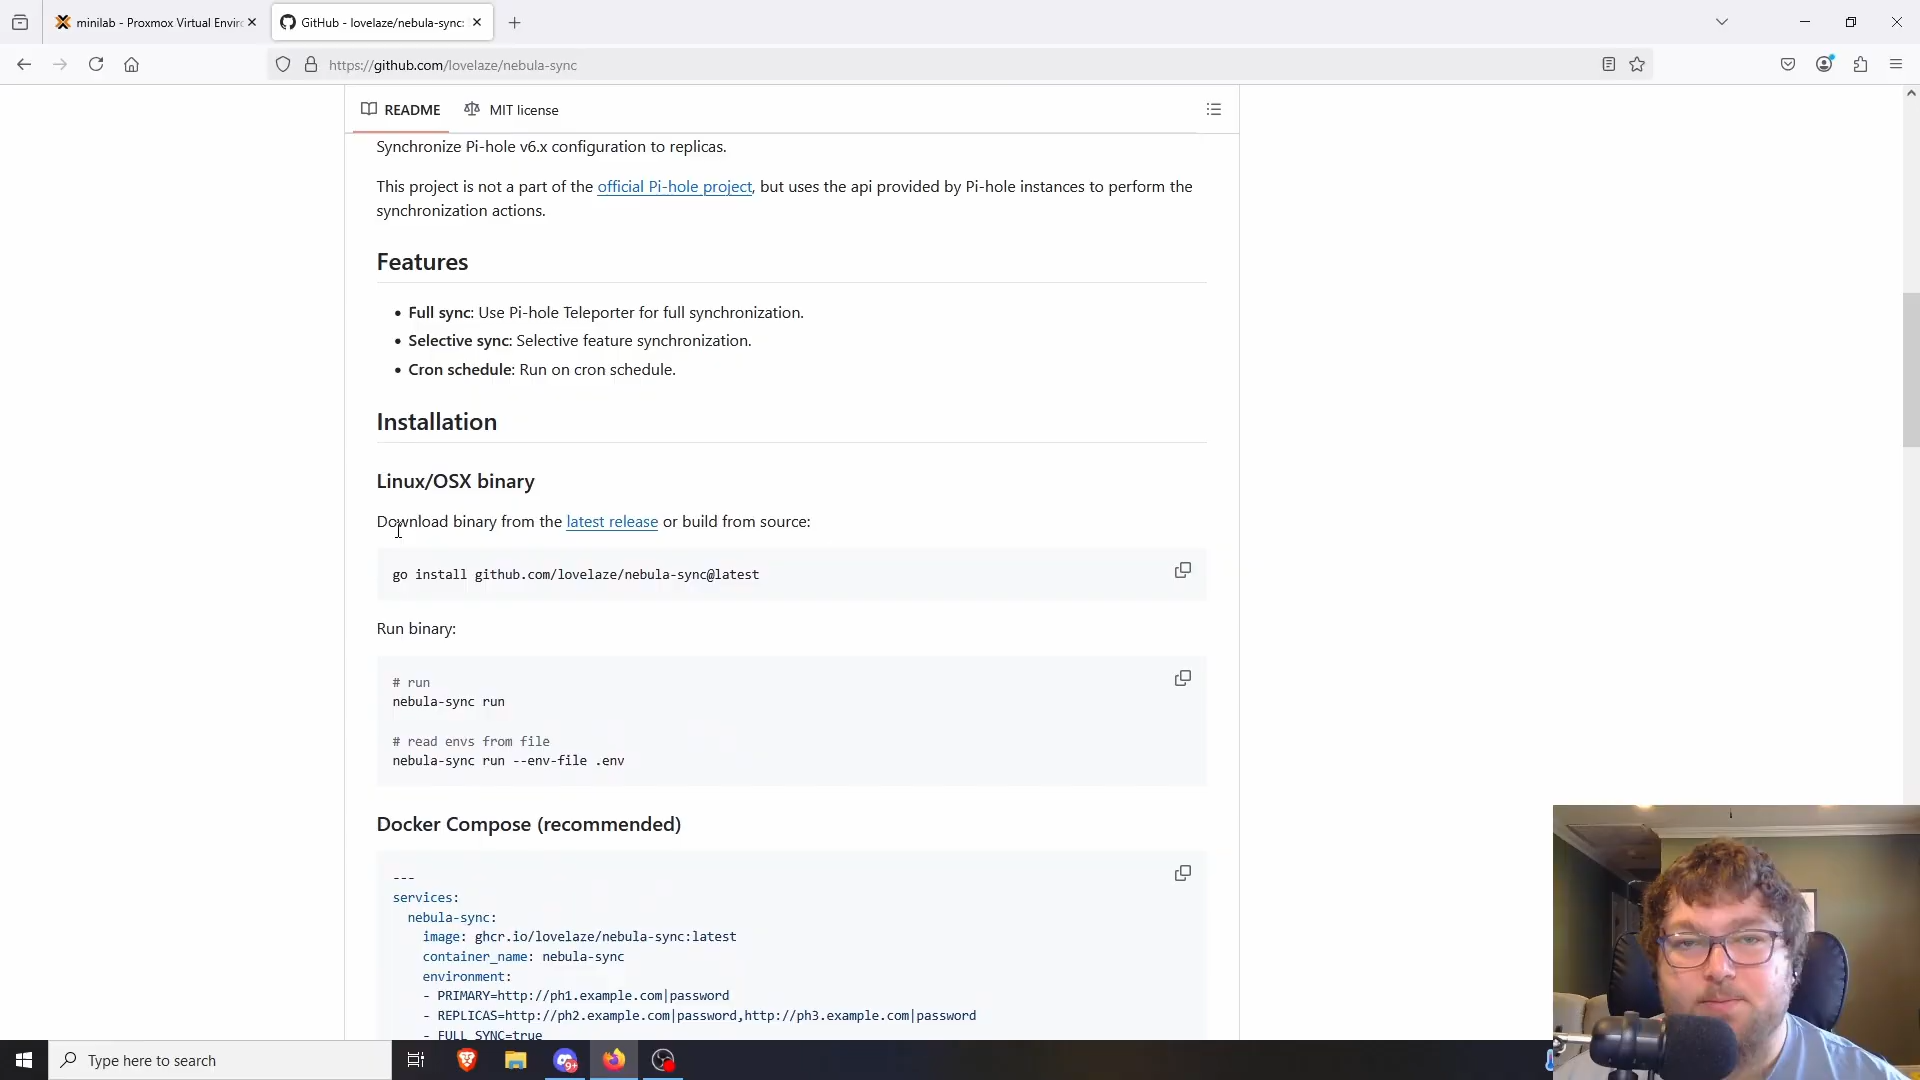 minilab - Proxmox Virtual Envir
GitHub - lovelaze/nebula-sync:
https://github.com/lovelaze/nebula-sync
README
MIT license
Synchronize Pi-hole v6.x configuration to replicas.
This project is not a part of the official Pi-hole project, but uses the api provided by Pi-hole instances to perform the
synchronization actions.
Features
• Full sync: Use Pi-hole Teleporter for full synchronization.
• Selective sync: Selective feature synchronization.
• Cron schedule: Run on cron schedule.
Installation
Linux/OSX binary
Download binary from the latest release or build from source:
go install github.com/lovelaze/nebula-sync@latest
Run binary:
# run
nebula-sync run
# read envs from file
nebula-sync run --env-file .env
Docker Compose (recommended)
---
services:
nebula-sync:
image: ghcr.io/lovelaze/nebula-sync:latest
container_name: nebula-sync
environment:
- PRIMARY=http://ph1.example.com|password
- REPLICAS=http://ph2.example.com|password,http://ph3.example.com|password
- FULL_SYNC=true
Type here to search
9+